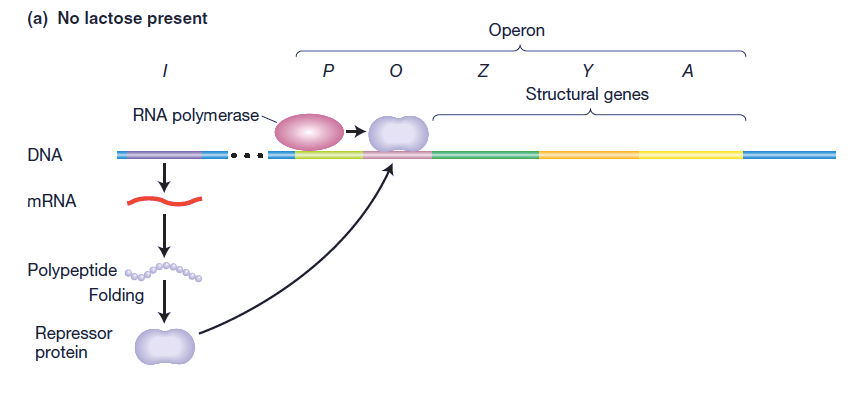 (a) No lactose present
Operon
I
P
O
Z
Y
A
Structural genes
RNA polymerase
DNA
mRNA
Polypeptide
Folding
Repressor
protein